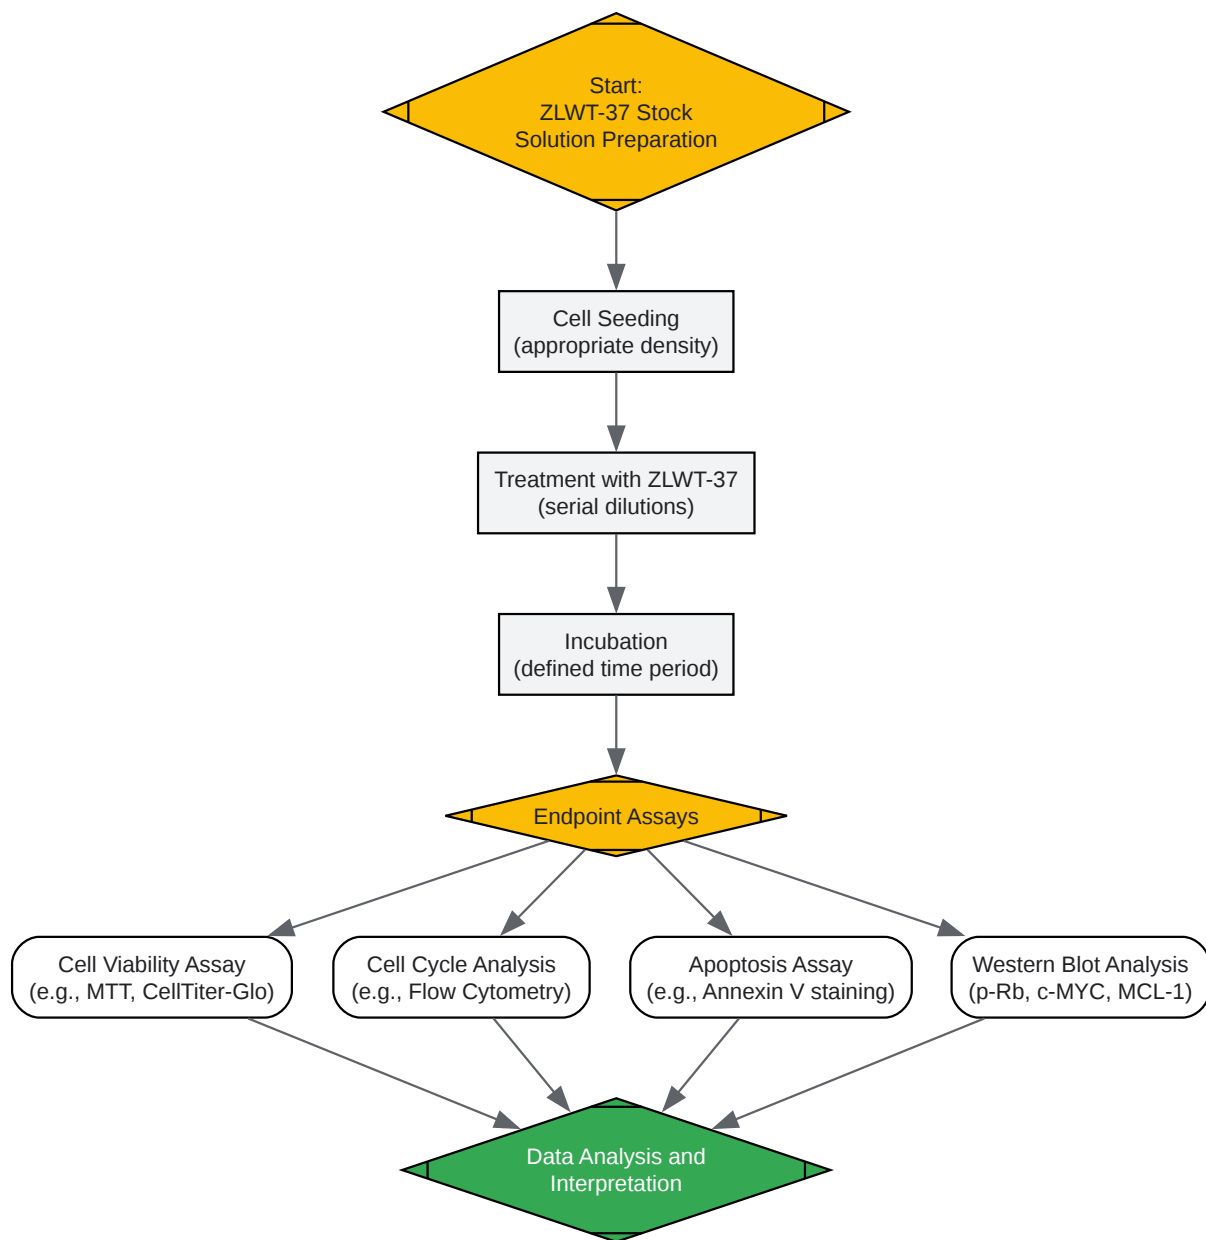 Start:
ZLWT-37 Stock
Solution Preparation
Cell Seeding
(appropriate density)
Treatment with ZLWT-37
(serial dilutions)
Incubation
(defined time period)
Endpoint Assays
Cell Viability Assay
(e.g., MTT, CellTiter-Glo)
Cell Cycle Analysis
(e.g., Flow Cytometry)
Apoptosis Assay
(e.g., Annexin V staining)
Western Blot Analysis
(p-Rb, c-MYC, MCL-1)
Data Analysis and
Interpretation